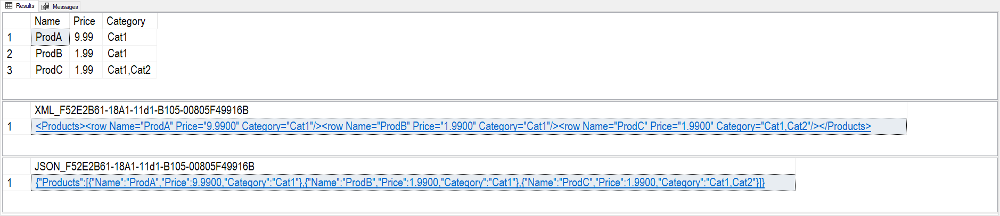 Results Messages
Name Price Category
1 ProdA 9.99 Cat1
2 ProdB 1.99 Cat1
3 ProdC 1.99 Cat1,Cat2
XML_F52E2B61-18A1-11d1-B105-00805F49916B
1 <Products><row Name="ProdA" Price="9.9900" Category="Cat1"/><row Name="ProdB" Price="1.9900" Category="Cat1"/><row Name="ProdC" Price="1.9900" Category="Cat1,Cat2"/></Products>
JSON_F52E2B61-18A1-11d1-B105-00805F49916B
1 {"Products":[{"Name":"ProdA","Price":9.9900,"Category":"Cat1"},{"Name":"ProdB","Price":1.9900,"Category":"Cat1"},{"Name":"ProdC","Price":1.9900,"Category":"Cat1,Cat2"}]}